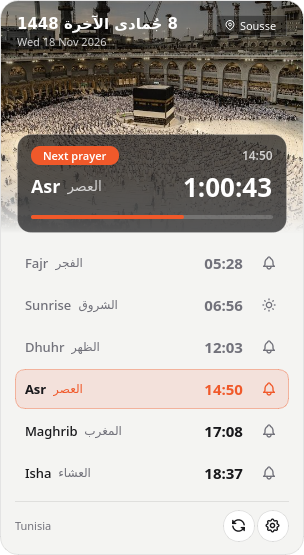 8 جُمادى الآخرة 1448
Wed 18 Nov 2026
Sousse
Next prayer 14:50
Asr العصر 1:00:43
Fajr الفجر 05:28
Sunrise الشروق 06:56
Dhuhr الظهر 12:03
Asr العصر 14:50
Maghrib المغرب 17:08
Isha العشاء 18:37
Tunisia